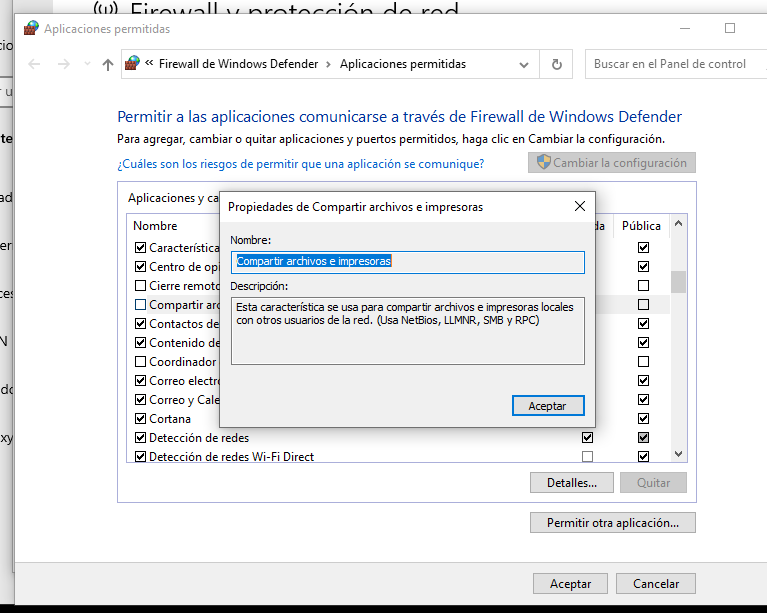 Firewall y protección de red
Aplicaciones permitidas
« Firewall de Windows Defender › Aplicaciones permitidas
Buscar en el Panel de control
Permitir a las aplicaciones comunicarse a través de Firewall de Windows Defender
Para agregar, cambiar o quitar aplicaciones y puertos permitidos, haga clic en Cambiar la configuración.
¿Cuáles son los riesgos de permitir que una aplicación se comunique?
Cambiar la configuración
Aplicaciones y ca
Nombre
da
Pública
Propiedades de Compartir archivos e impresoras
Nombre:
Compartir archivos e impresoras
Descripción:
Esta característica se usa para compartir archivos e impresoras locales
con otros usuarios de la red. (Usa NetBios, LLMNR, SMB y RPC)
Aceptar
Característica
Centro de opi
Cierre remoto
Compartir arc
Contactos de
Contenido de
Coordinador
Correo electr
Correo y Cale
Cortana
Detección de redes
Detección de redes Wi-Fi Direct
Detalles...
Quitar
Permitir otra aplicación...
Aceptar
Cancelar